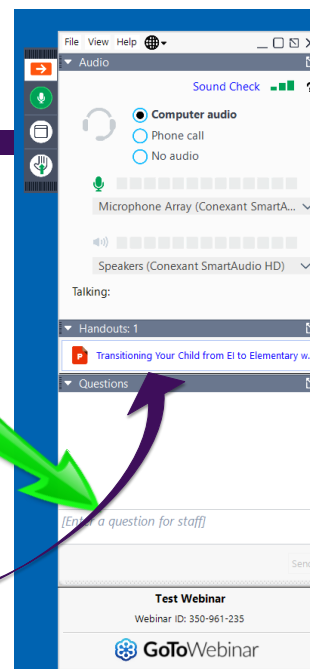 File View Help
Audio
Sound Check
?
Computer audio
Phone call
No audio
Microphone Array (Conexant SmartA...
Speakers (Conexant SmartAudio HD)
Talking:
Handouts: 1
P Transitioning Your Child from EI to Elementary w..
Questions
[Enter a question for staff]
Send
Test Webinar
Webinar ID: 350-961-235
GoToWebinar